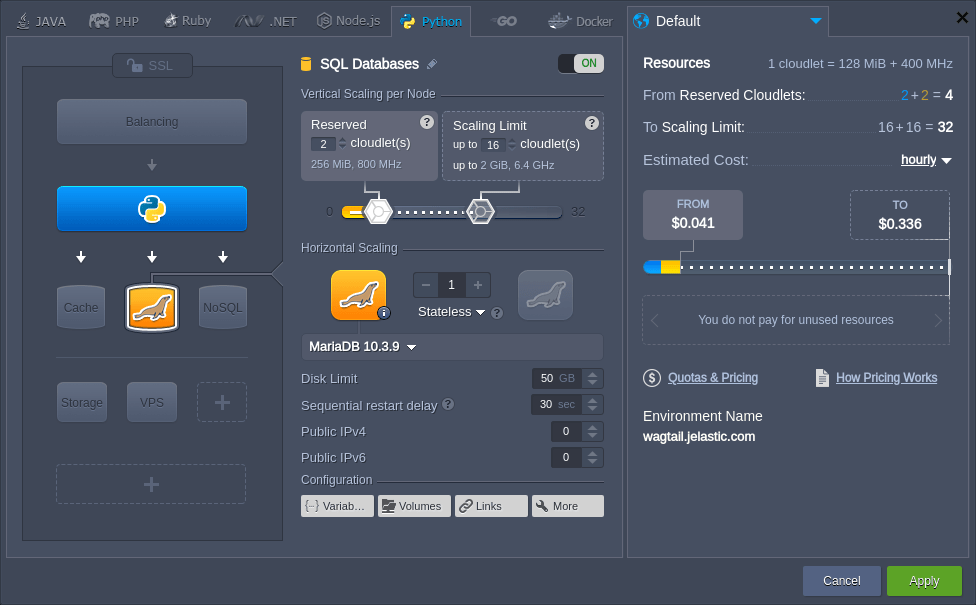 JAVA PHP Ruby .NET Node.js Python GO Docker
SSL
Balancing
Cache NoSQL
Storage VPS +
+
SQL Databases ON
Vertical Scaling per Node
Reserved ?
2 cloudlet(s)
256 MiB, 800 MHz
Scaling Limit ?
up to 16 cloudlet(s)
up to 2 GiB, 6.4 GHz
0 32
Horizontal Scaling
− 1 +
Stateless ?
MariaDB 10.3.9
Disk Limit 50 GB
Sequential restart delay ? 30 sec
Public IPv4 0
Public IPv6 0
Configuration
Variab... Volumes Links More
Default
Resources 1 cloudlet = 128 MiB + 400 MHz
From Reserved Cloudlets: 2 + 2 = 4
To Scaling Limit: 16 + 16 = 32
Estimated Cost: hourly
FROM
$0.041
TO
$0.336
You do not pay for unused resources
$ Quotas & Pricing How Pricing Works
Environment Name
wagtail.jelastic.com
Cancel Apply